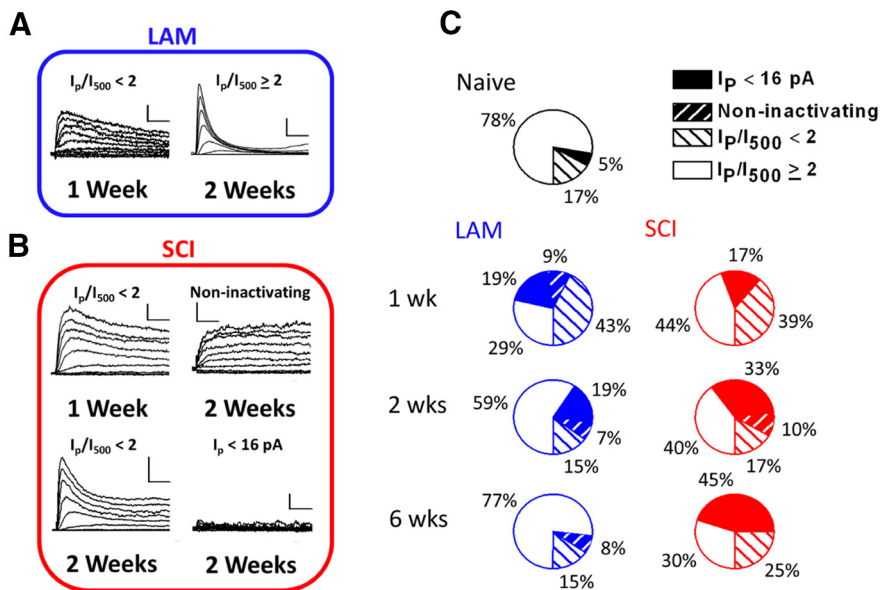 A
LAM
Ip/I500 < 2
Ip/I500 ≥ 2
1 Week
2 Weeks
B
SCI
Ip/I500 < 2
Non-inactivating
1 Week
2 Weeks
Ip/I500 < 2
Ip < 16 pA
2 Weeks
2 Weeks
C
Naive
78%
5%
17%
IP < 16 pA
Non-inactivating
IP/I500 < 2
IP/I500 ≥ 2
LAM
SCI
1 wk
9%
19%
43%
29%
17%
44%
39%
2 wks
59%
19%
7%
15%
33%
40%
10%
17%
6 wks
77%
8%
15%
45%
30%
25%